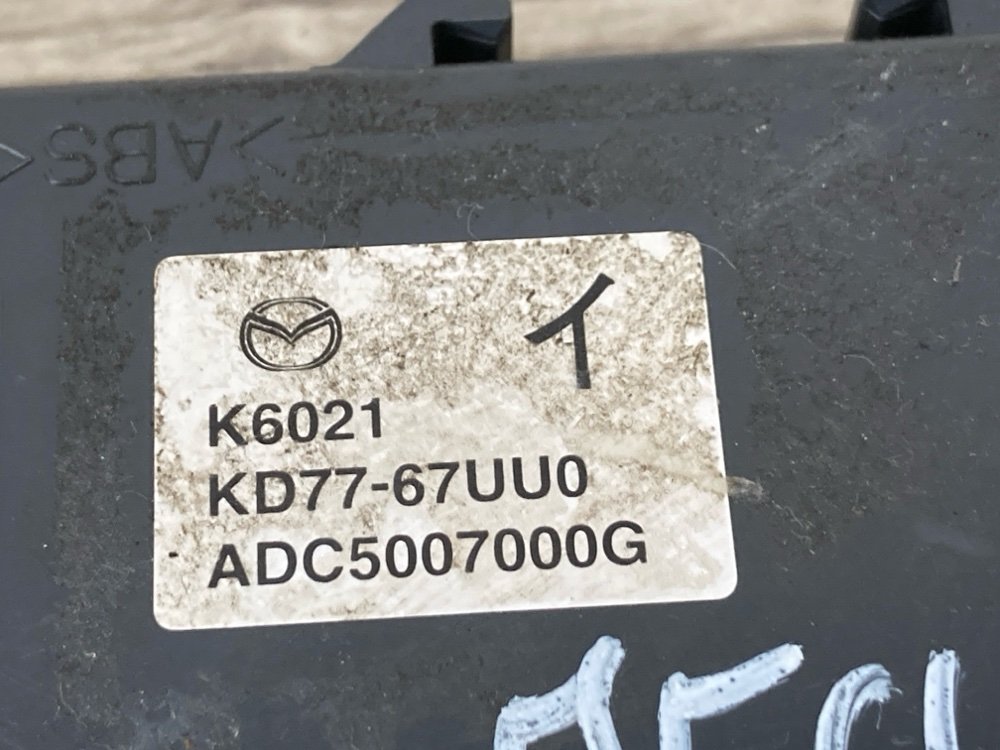 >ABS<
イ
K6021
KD77-67UU0
ADC5007000G